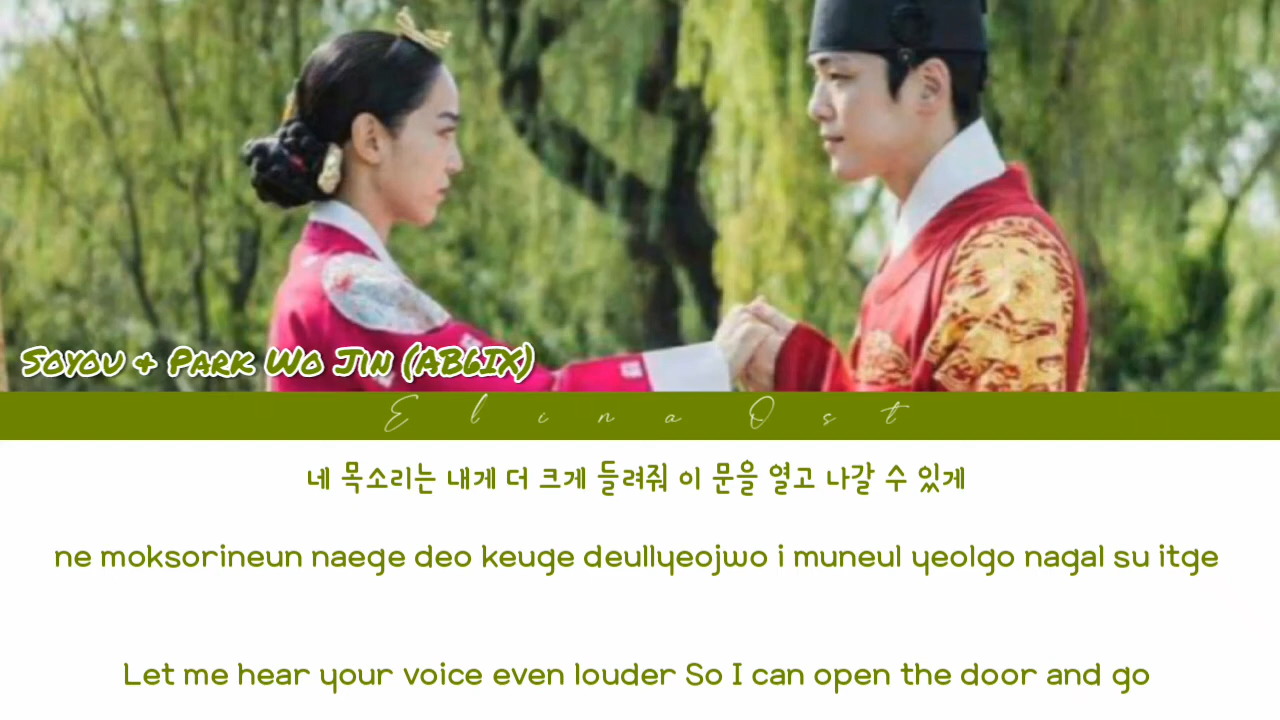 Soyou + Park Wo Jin (AB6IX)
Elina Ost
네 목소리는 내게 더 크게 들려줘 이 문을 열고 나갈 수 있게
ne moksorineun naege deo keuge deullyeojwo i muneul yeolgo nagal su itge
Let me hear your voice even louder So I can open the door and go